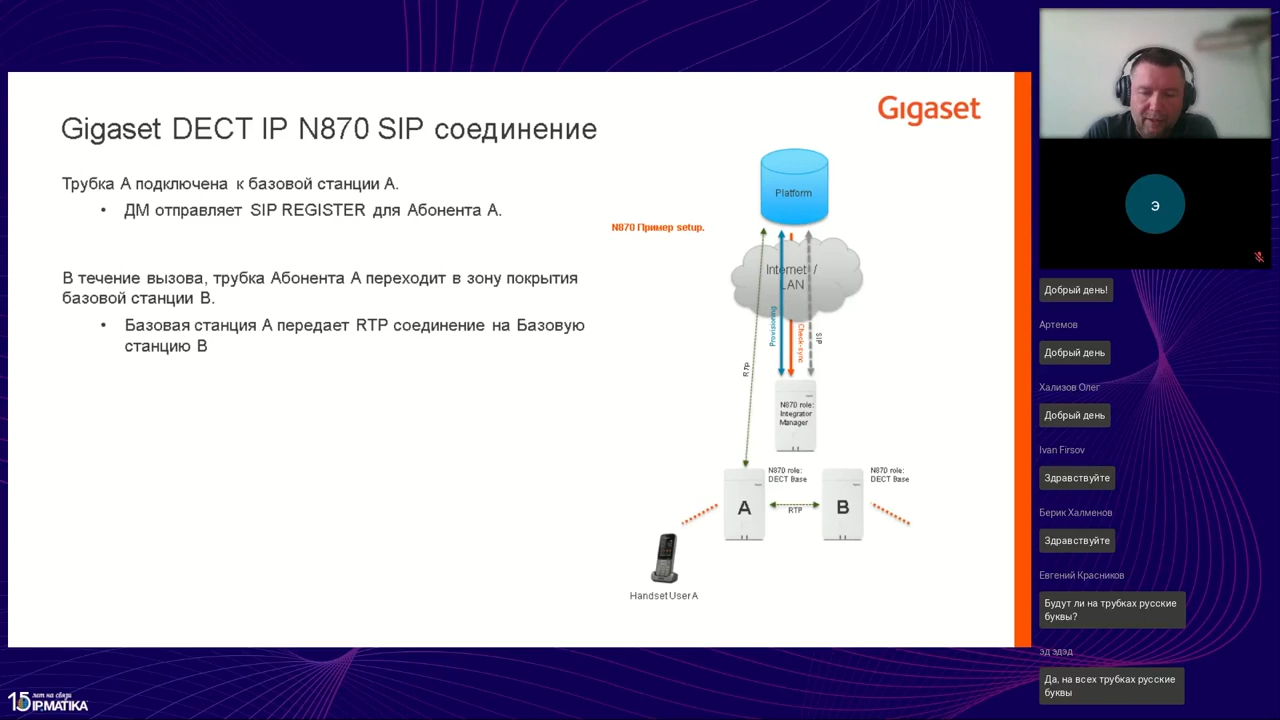 Gigaset DECT IP N870 SIP соединение
Gigaset
Трубка А подключена к базовой станции А.
• ДМ отправляет SIP REGISTER для Абонента А.
В течение вызова, трубка Абонента А переходит в зону покрытия
базовой станции В.
• Базовая станция А передает RTP соединение на Базовую
станцию В
N870 Пример setup.
Platform
Internet /
LAN
Provisioning
Check-sync
SIP
RTP
N870 role:
Integrator
Manager
N870 role:
DECT Base
N870 role:
DECT Base
A
RTP
B
Handset User A
15 лет на связи
IPMATIKA
э
Добрый день!
Артемов
Добрый день
Хализов Олег
Добрый день
Ivan Firsov
Здравствуйте
Берик Халменов
Здравствуйте
Евгений Красников
Будут ли на трубках русские
буквы?
эд эдэд
Да, на всех трубках русские
буквы